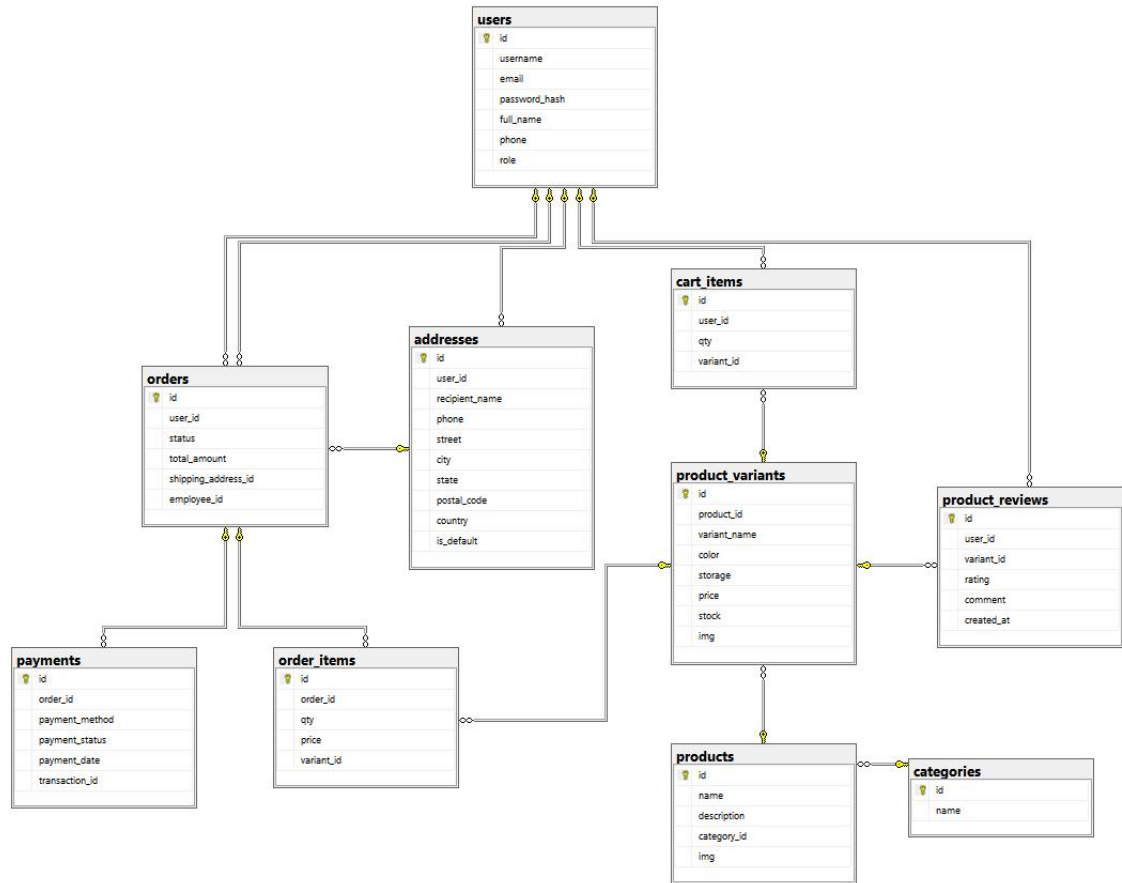 users
id
username
email
password_hash
full_name
phone
role
cart_items
id
user_id
qty
variant_id
addresses
id
user_id
recipient_name
phone
street
city
state
postal_code
country
is_default
orders
id
user_id
status
total_amount
shipping_address_id
employee_id
product_variants
id
product_id
variant_name
color
storage
price
stock
img
product_reviews
id
user_id
variant_id
rating
comment
created_at
payments
id
order_id
payment_method
payment_status
payment_date
transaction_id
order_items
id
order_id
qty
price
variant_id
products
id
name
description
category_id
img
categories
id
name